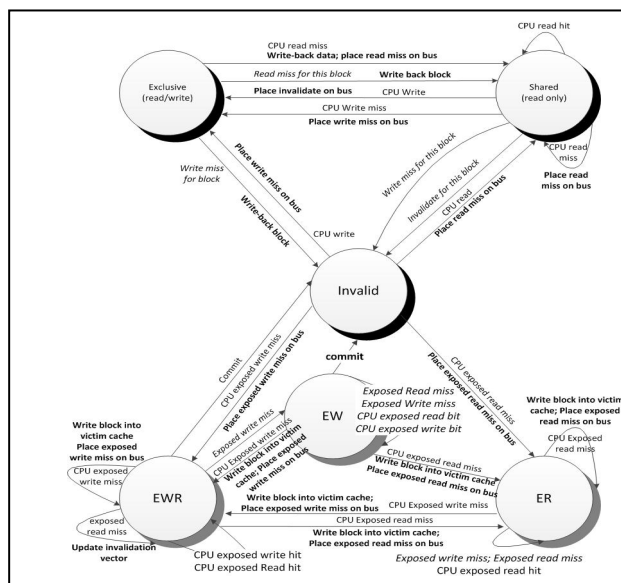 CPU read hit
CPU read miss
Write-back data; place read miss on bus
Exclusive
(read/write)
Read miss for this block
Write back block
Shared
(read only)
Place invalidate on bus
CPU Write
CPU Write miss
Place write miss on bus
CPU read
miss
Place read
miss on bus
Write miss
for block
Write-back block
Place write miss on bus
CPU write
Write miss for this block
Invalidate for this block
CPU read
Place read miss on bus
Invalid
Commit
CPU exposed write miss
Place exposed write miss on bus
commit
CPU exposed read miss
Place exposed read miss on bus
EW
Exposed Read miss
Exposed Write miss
CPU exposed read bit
CPU exposed write bit
Write block into victim
cache; Place exposed
read miss on bus
CPU Exposed
read miss
Write block into
victim cache
Place exposed
write miss on bus
CPU exposed
write miss
Exposed write miss
CPU Exposed write miss
Write block into victim
cache; Place exposed
write miss on bus
CPU exposed read miss
Write block into victim cache
Place exposed read miss on bus
EWR
ER
Write block into victim cache;
Place exposed write miss on bus
CPU Exposed write miss
CPU Exposed read miss
Write block into victim cache;
Place exposed read miss on bus
exposed
read miss
Update invalidation
vector
CPU exposed write hit
CPU exposed Read hit
Exposed write miss; Exposed read miss
CPU exposed read hit